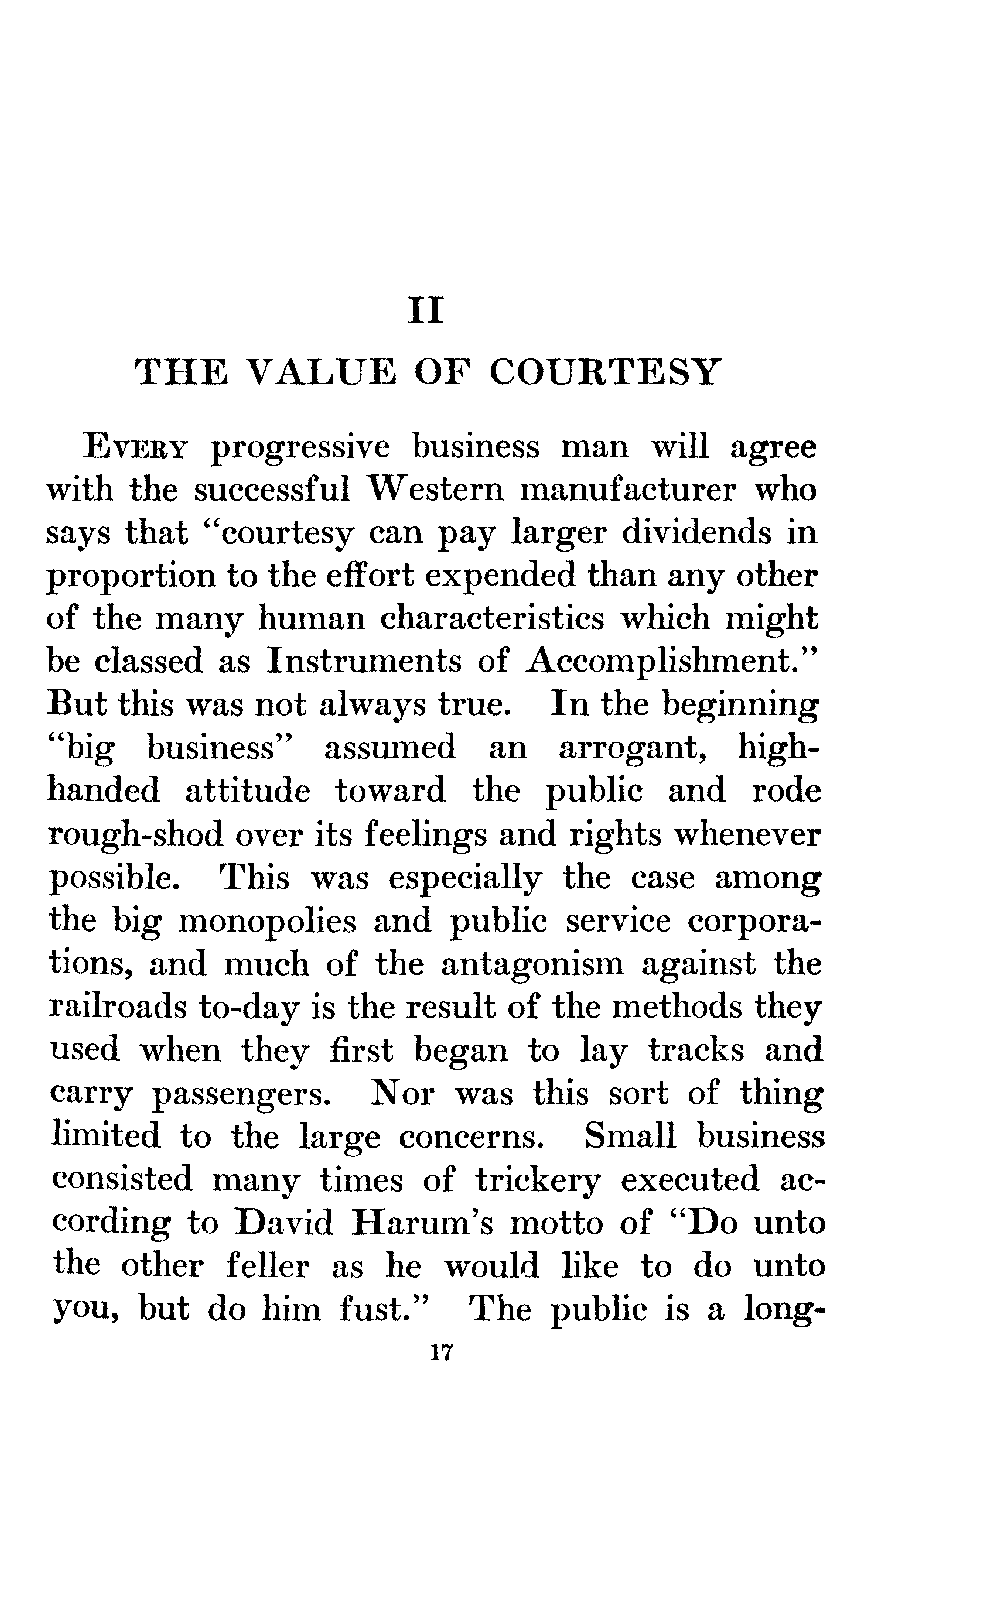 II
THE VALUE OF COURTESY
EVERY progressive business man will agree
with the successful Western manufacturer who
says that “courtesy can pay larger dividends in
proportion to the effort expended than any other
of the many human characteristics which might
be classed as Instruments of Accomplishment.”
But this was not always true. In the beginning
“big business” assumed an arrogant, high-
handed attitude toward the public and rode
rough-shod over its feelings and rights whenever
possible. This was especially the case among
the big monopolies and public service corpora-
tions, and much of the antagonism against the
railroads to-day is the result of the methods they
used when they first began to lay tracks and
carry passengers. Nor was this sort of thing
limited to the large concerns. Small business
consisted many times of trickery executed ac-
cording to David Harum’s motto of “Do unto
the other feller as he would like to do unto
you, but do him fust.” The public is a long-
17